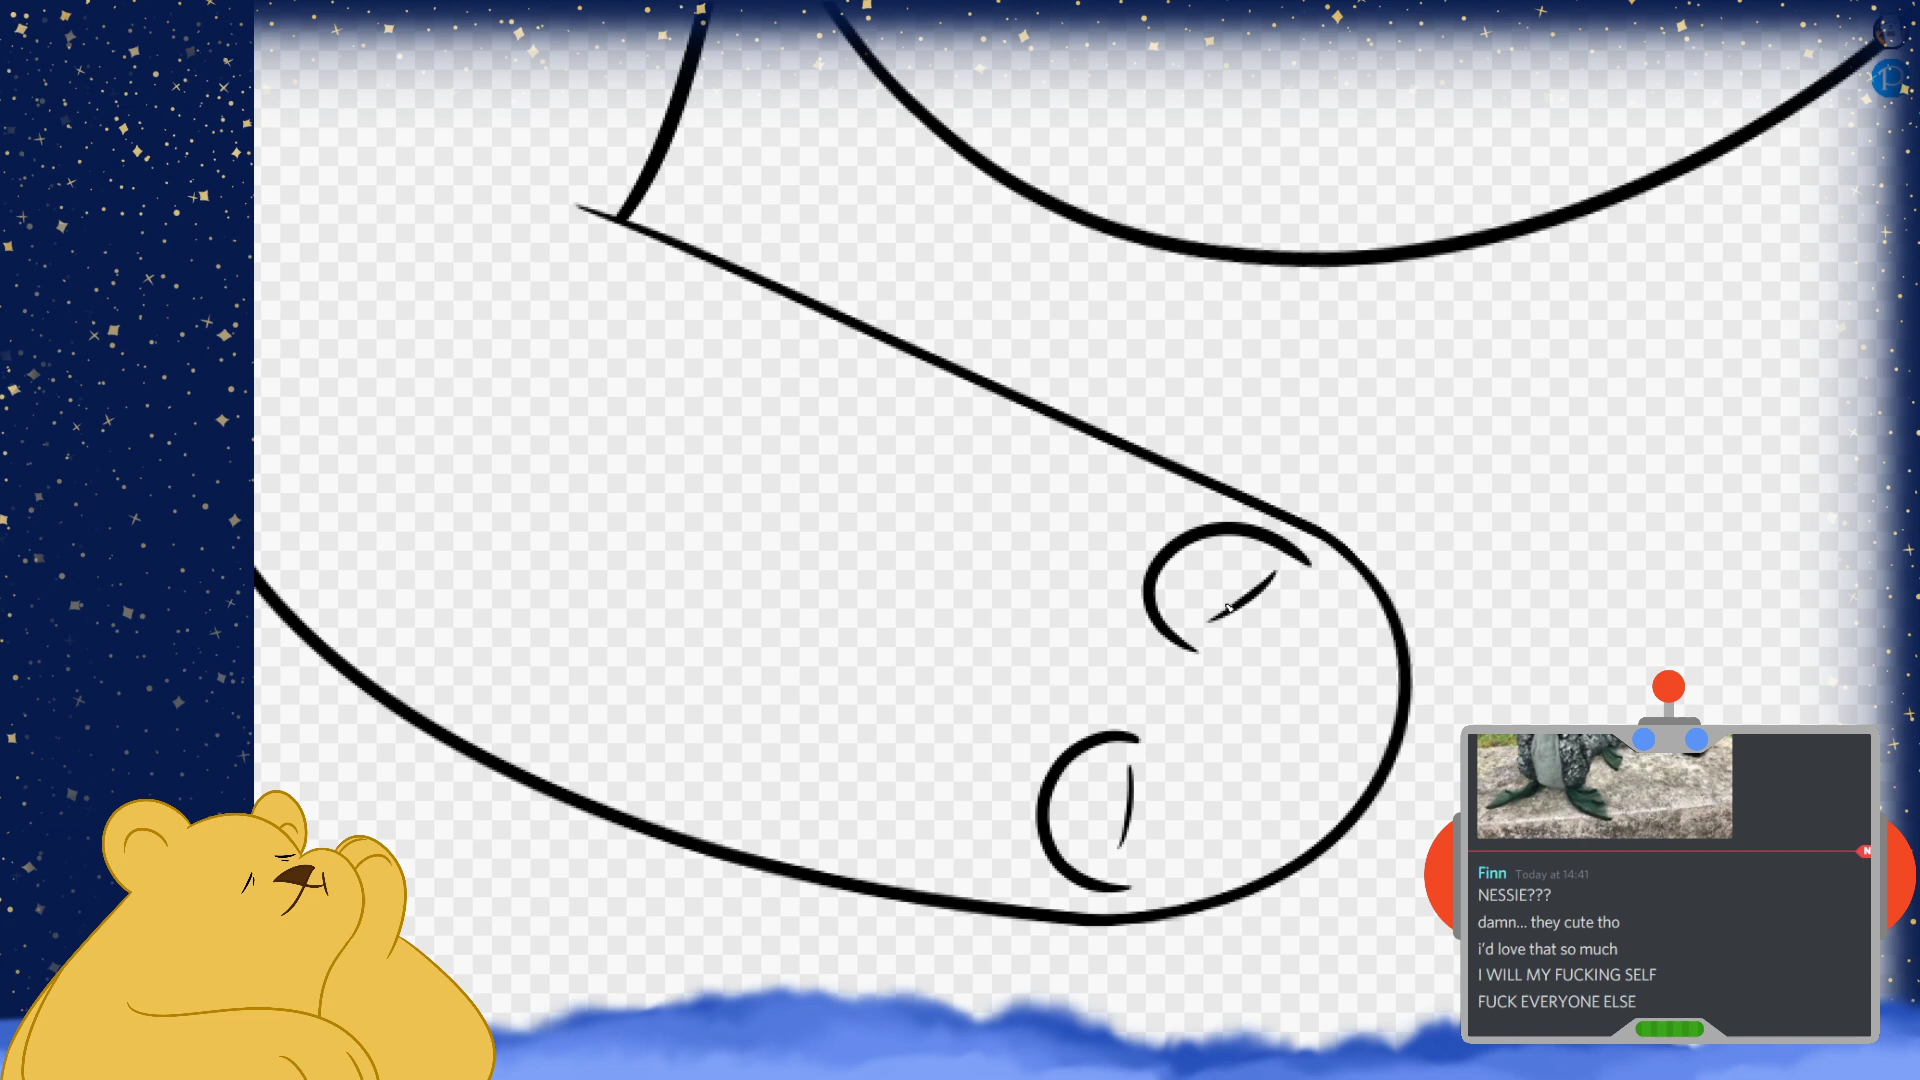 Finn Today at 14:41
NESSIE???
damn... they cute tho
i'd love that so much
I WILL MY FUCKING SELF
FUCK EVERYONE ELSE